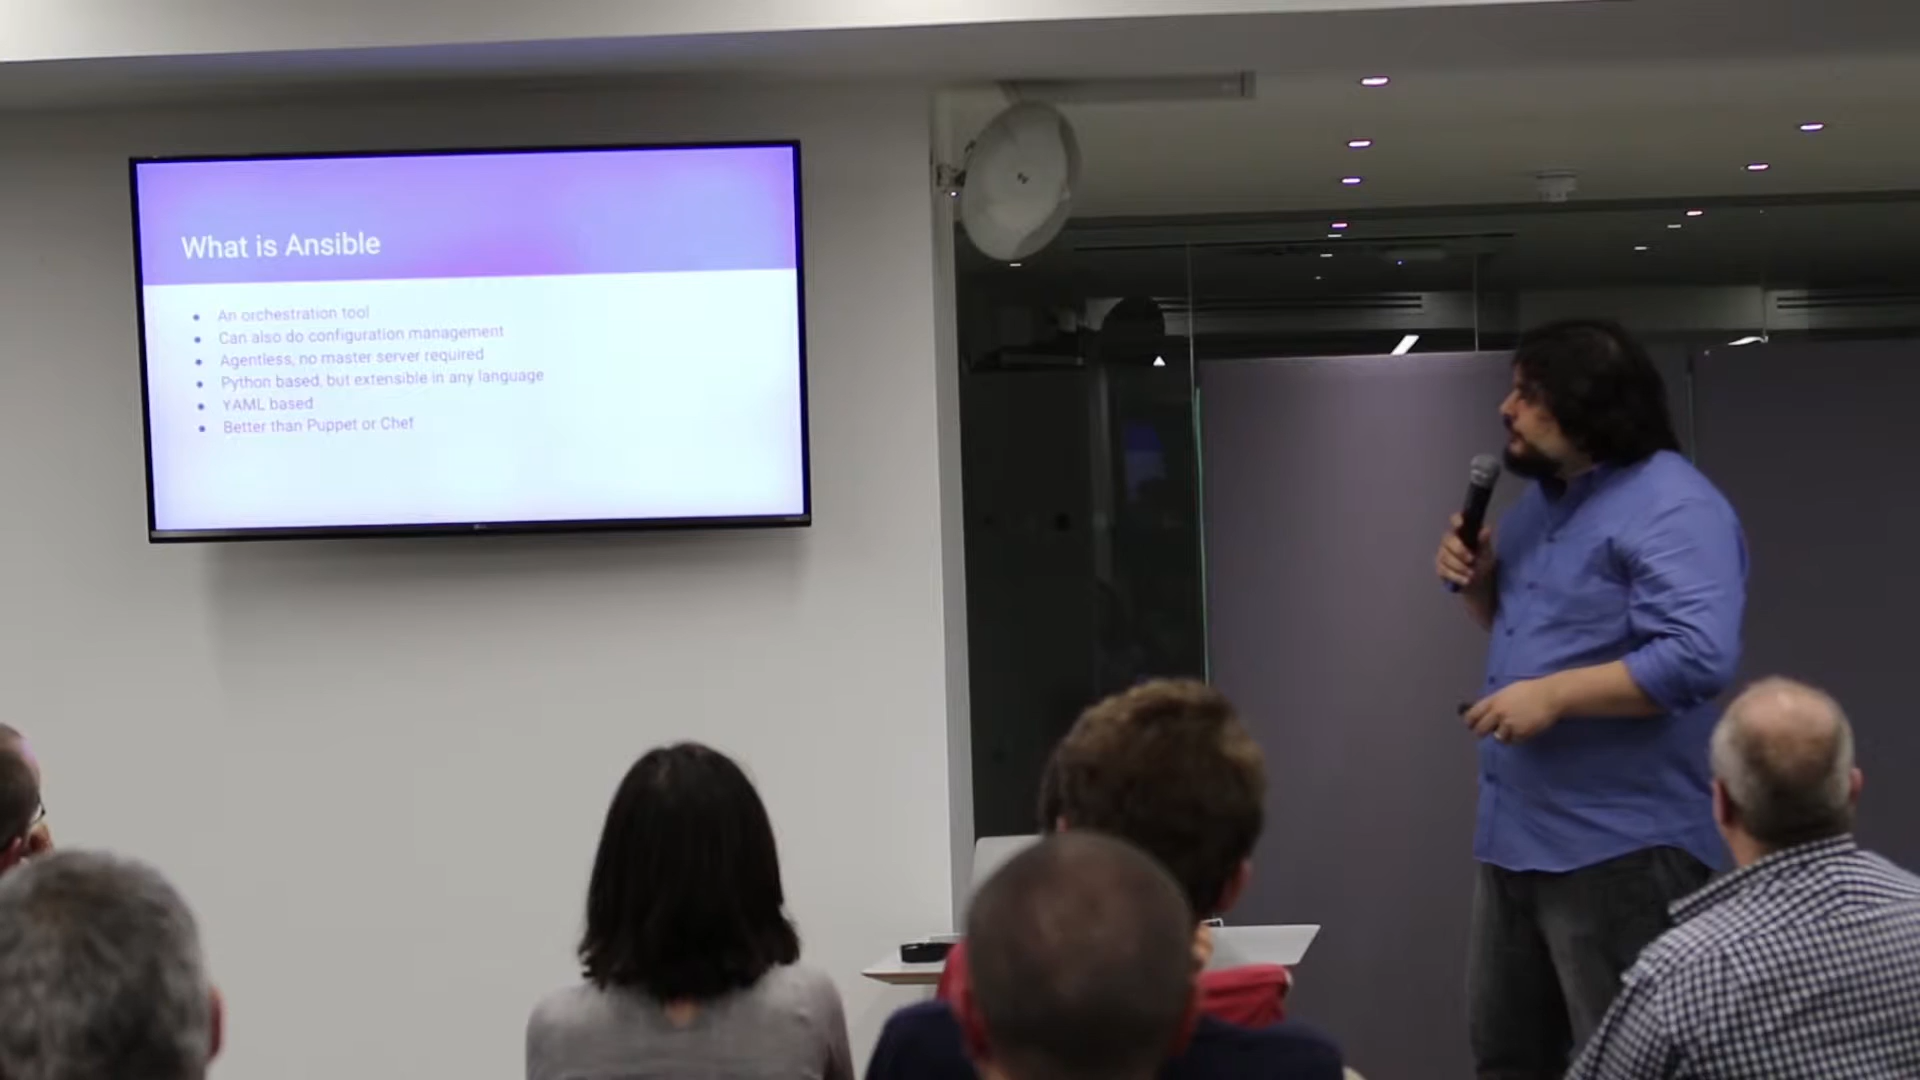 What is Ansible
An orchestration tool
Can also do configuration management
Agentless, no master server required
Python based, but extensible in any language
YAML based
Better than Puppet or Chef